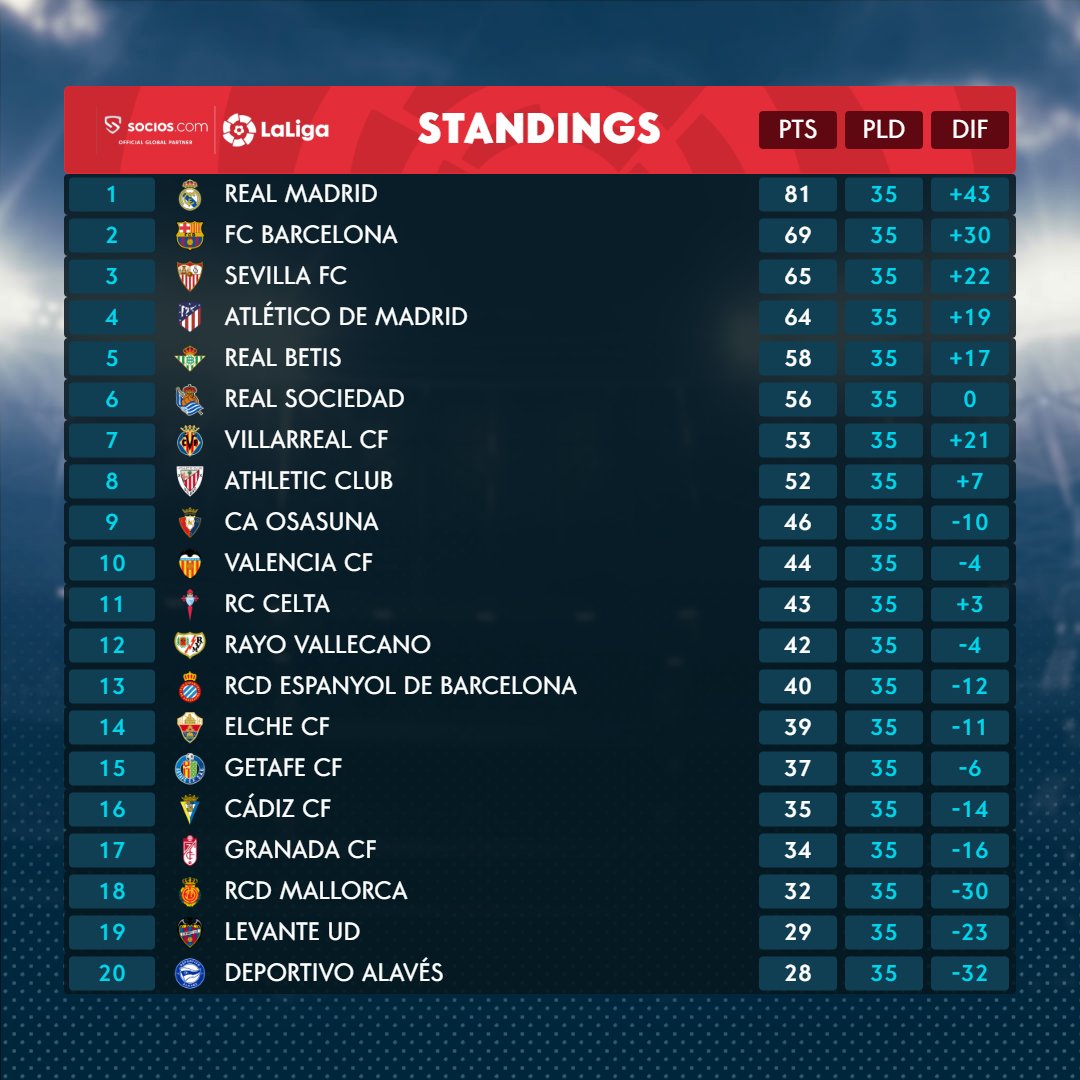 socios.com LaLiga STANDINGS PTS PLD DIF
OFFICIAL GLOBAL PARTNER
1 REAL MADRID 81 35 +43
2 FC BARCELONA 69 35 +30
3 SEVILLA FC 65 35 +22
4 ATLÉTICO DE MADRID 64 35 +19
5 REAL BETIS 58 35 +17
6 REAL SOCIEDAD 56 35 0
7 VILLARREAL CF 53 35 +21
8 ATHLETIC CLUB 52 35 +7
9 CA OSASUNA 46 35 -10
10 VALENCIA CF 44 35 -4
11 RC CELTA 43 35 +3
12 RAYO VALLECANO 42 35 -4
13 RCD ESPANYOL DE BARCELONA 40 35 -12
14 ELCHE CF 39 35 -11
15 GETAFE CF 37 35 -6
16 CÁDIZ CF 35 35 -14
17 GRANADA CF 34 35 -16
18 RCD MALLORCA 32 35 -30
19 LEVANTE UD 29 35 -23
20 DEPORTIVO ALAVÉS 28 35 -32